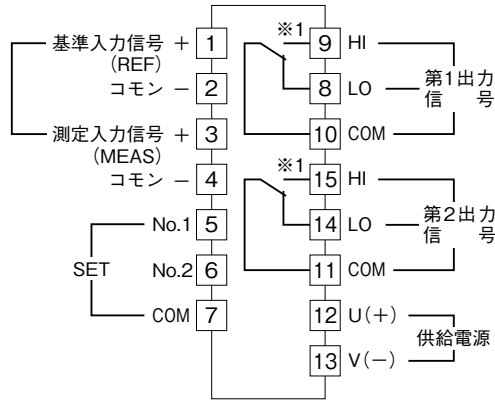 基準入力信号 + 1
(REF)
コモン − 2
測定入力信号 + 3
(MEAS)
コモン − 4
No.1 5
SET
No.2 6
COM 7
※1
9 HI
8 LO
第1出力
信 号
10 COM
※1
15 HI
14 LO
第2出力
信 号
11 COM
12 U(+)
供給電源
13 V(−)